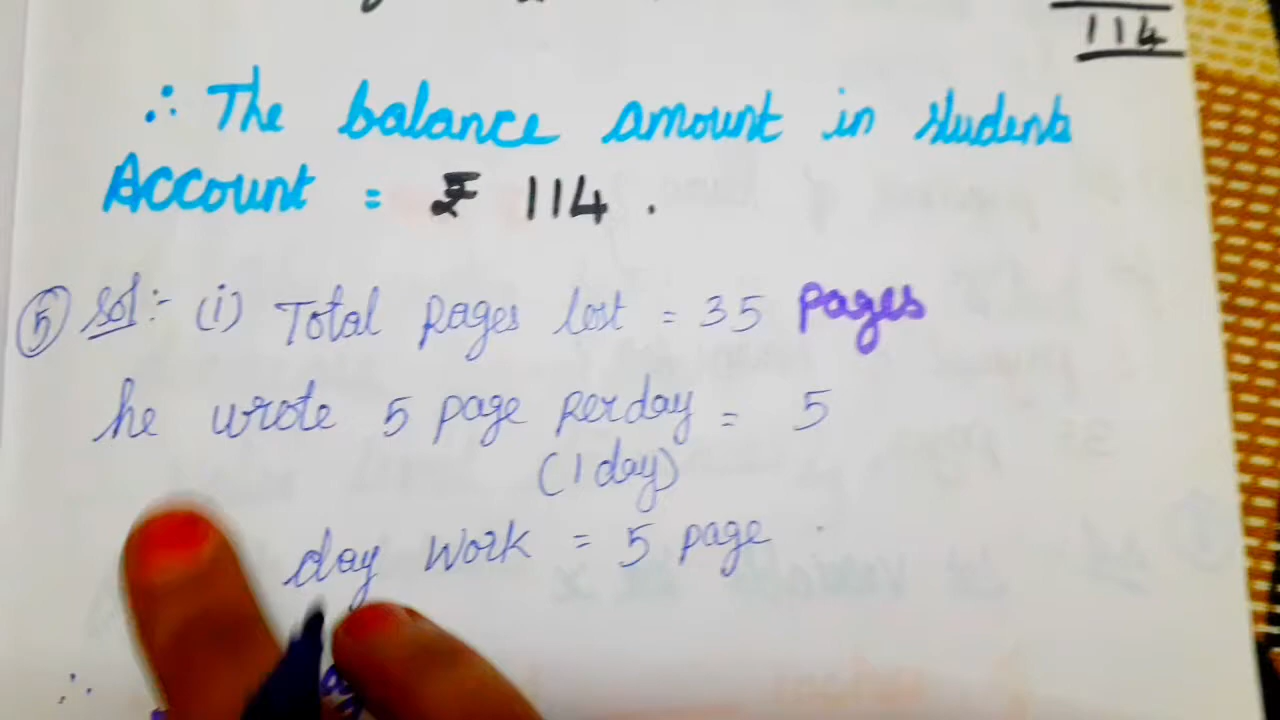 114
∴ The balance amount in students
Account = ₹ 114 .
⑤ Sol:- (i) Total Pages lost = 35 Pages
he wrote 5 page Perday = 5
(1 day)
day work = 5 page
∴